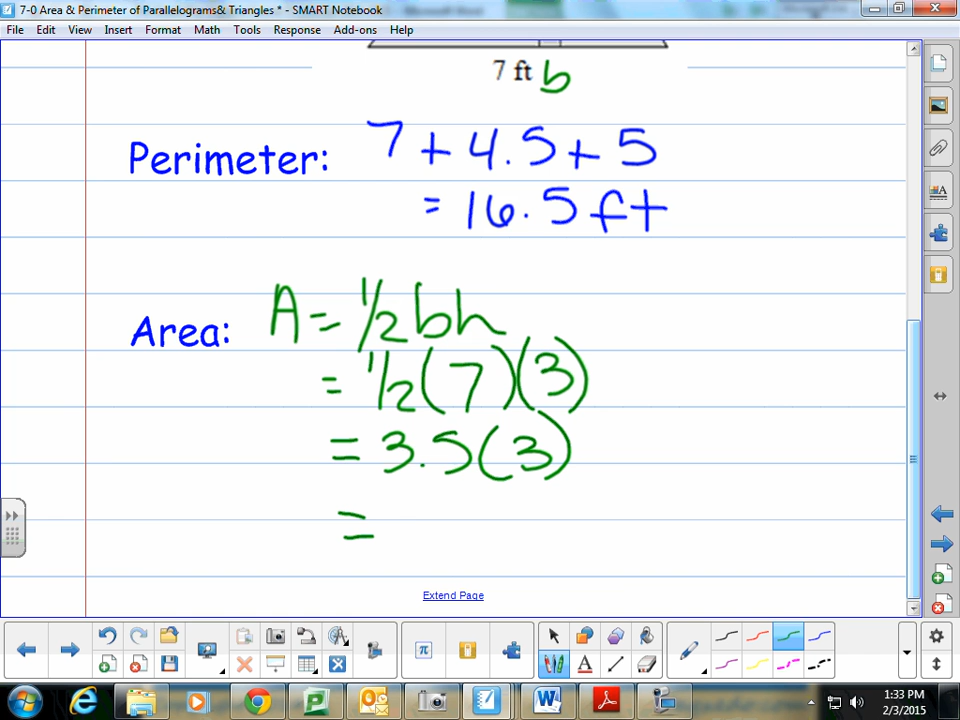 7-0 Area & Perimeter of Parallelograms& Triangles * - SMART Notebook
File Edit View Insert Format Math Tools Response Add-ons Help
7 ft b
Perimeter: 7 + 4.5 + 5
= 16.5 ft
Area: A = 1/2 bh
= 1/2 (7)(3)
= 3.5(3)
=
Extend Page
1:33 PM
2/3/2015